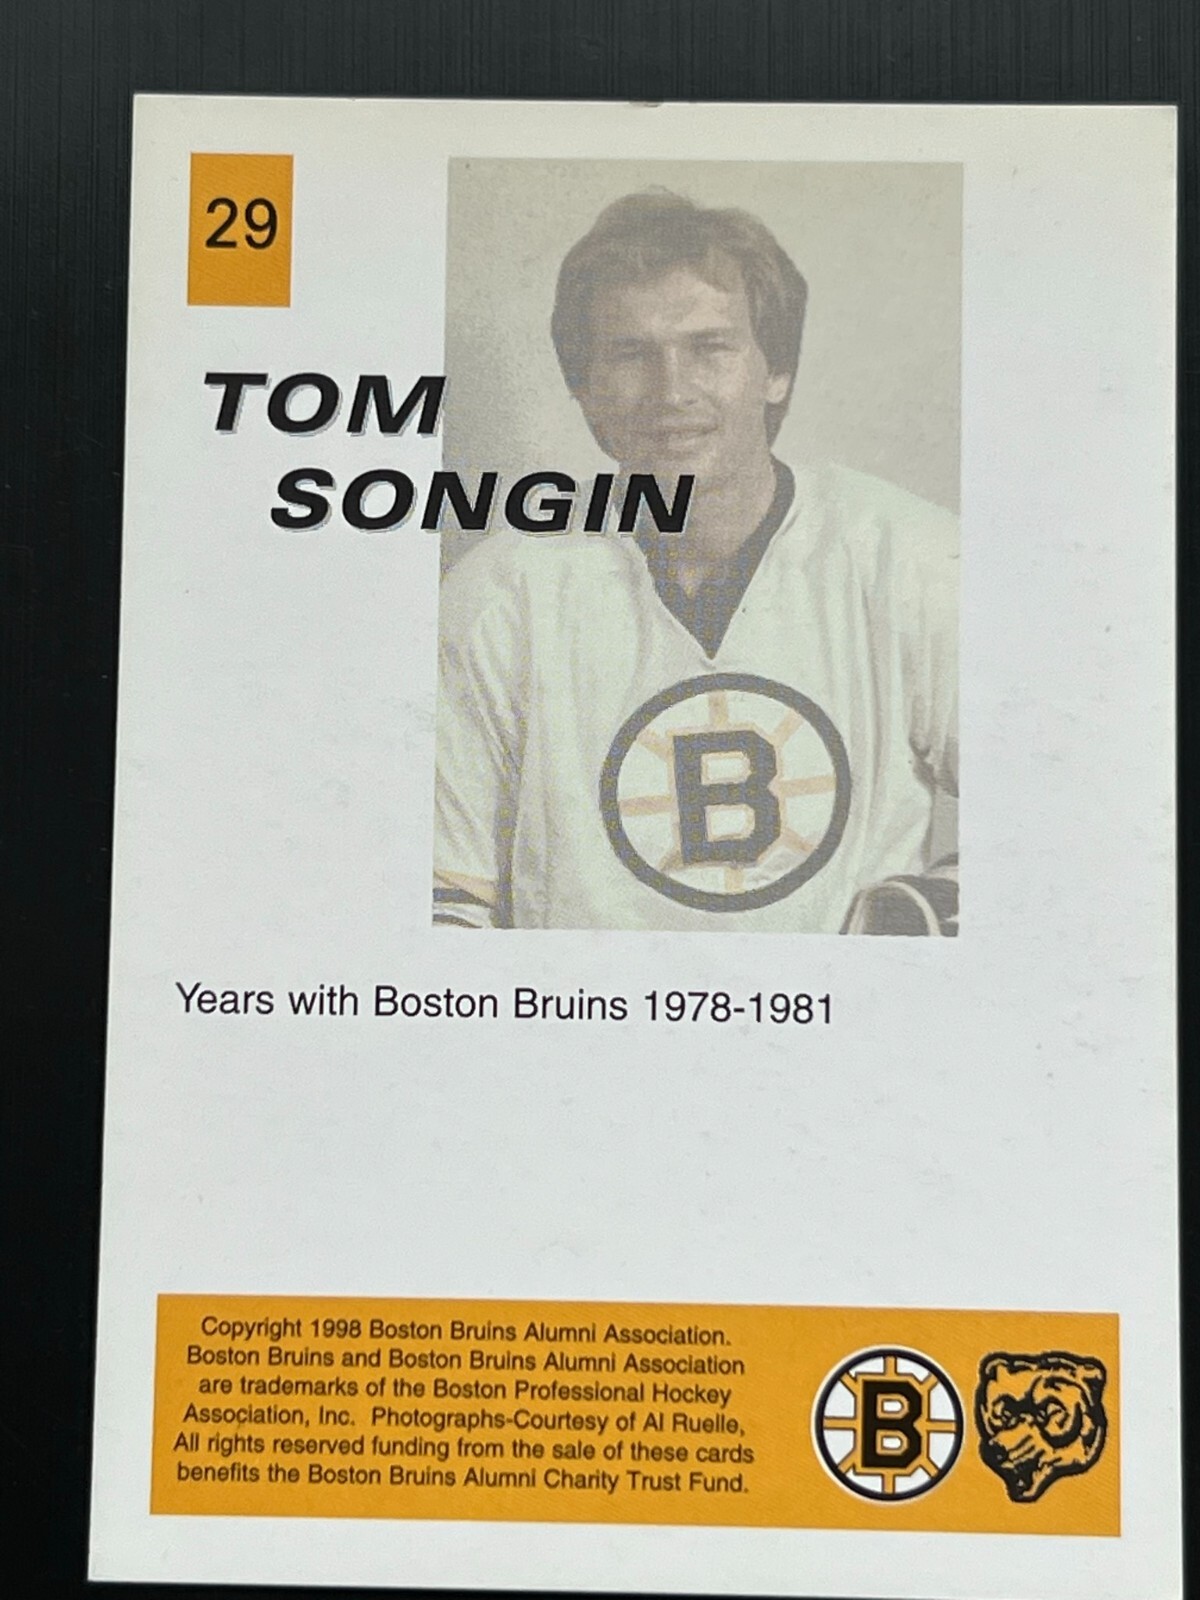 29
TOM
SONGIN
B
Years with Boston Bruins 1978-1981
Copyright 1998 Boston Bruins Alumni Association.
Boston Bruins and Boston Bruins Alumni Association
are trademarks of the Boston Professional Hockey
Association, Inc. Photographs-Courtesy of Al Ruelle,
All rights reserved funding from the sale of these cards
benefits the Boston Bruins Alumni Charity Trust Fund.
B